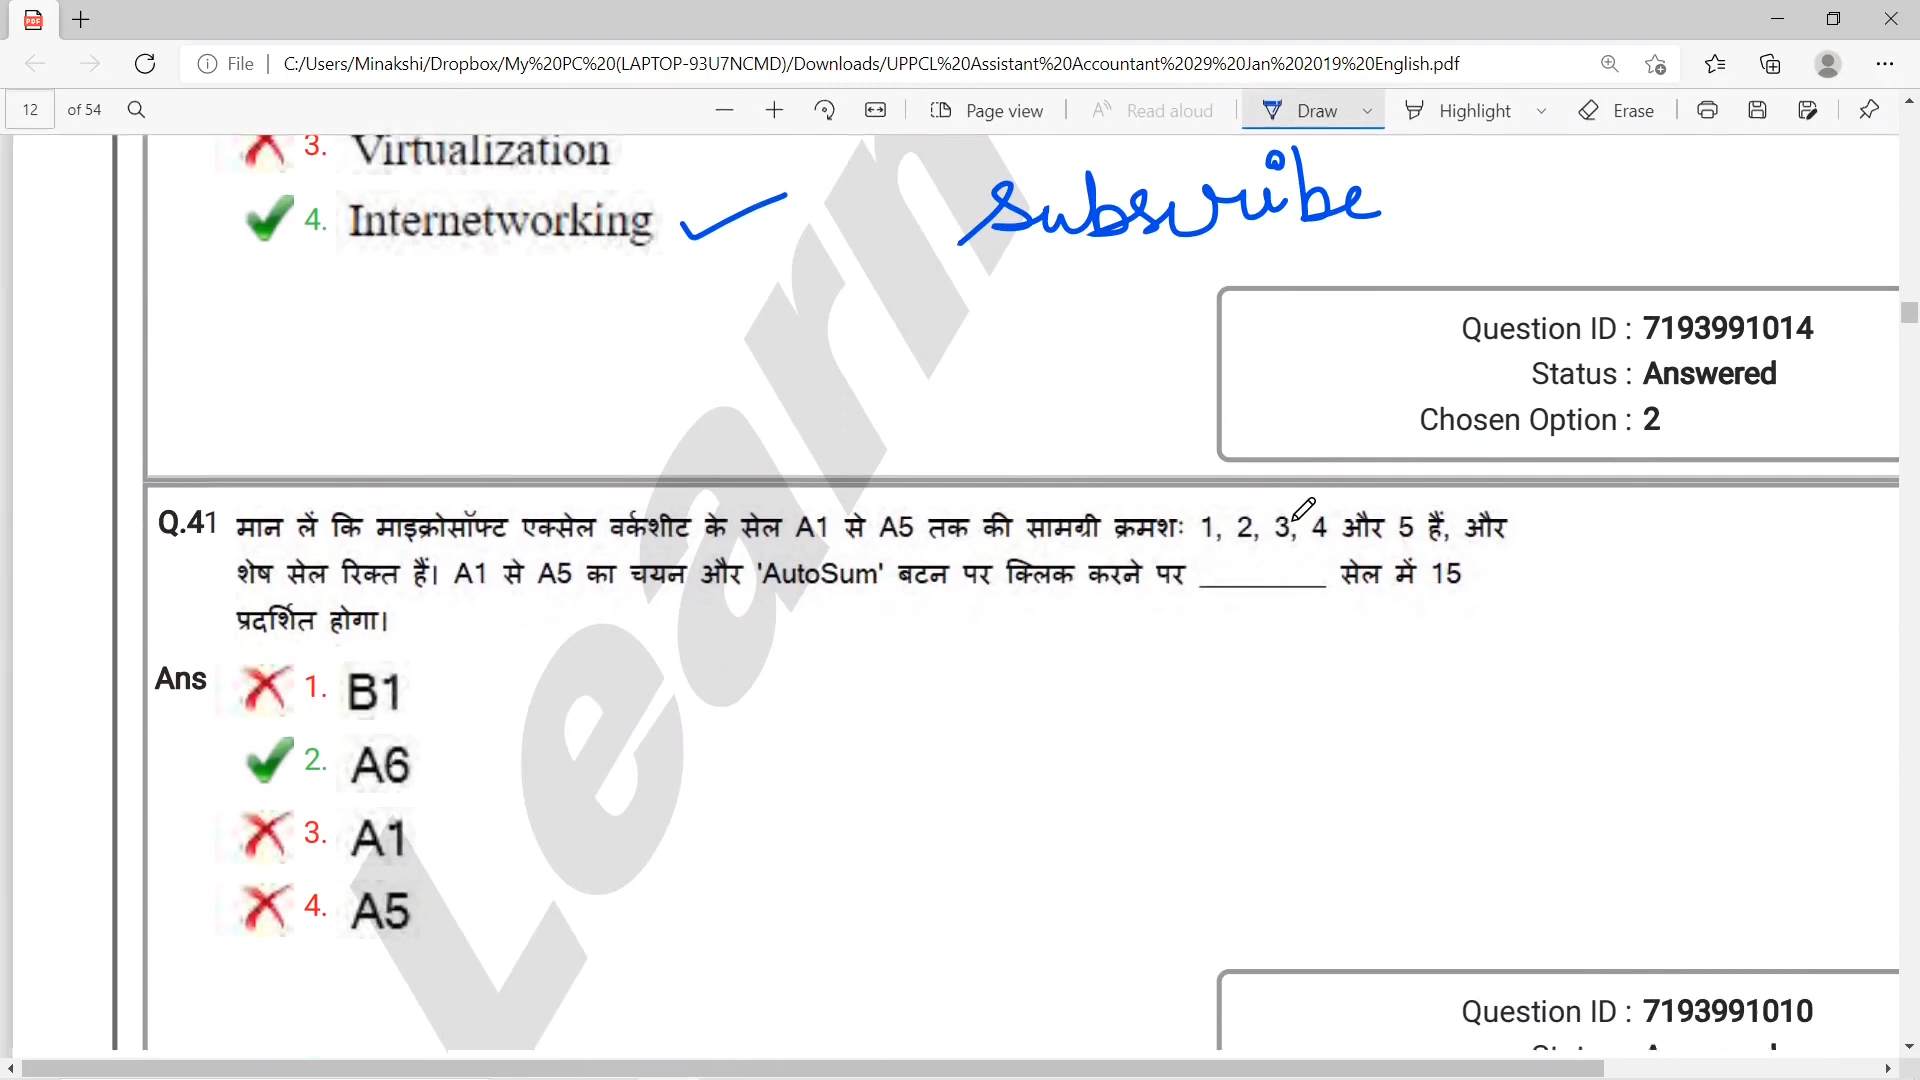 File C:/Users/Minakshi/Dropbox/My%20PC%20(LAPTOP-93U7NCMD)/Downloads/UPPCL%20Assistant%20Accountant%2029%20Jan%202019%20English.pdf
12 of 54 Page view Read aloud Draw Highlight Erase
3. Virtualization
4. Internetworking
subscribe
Question ID : 7193991014
Status : Answered
Chosen Option : 2
Q.41 मान लें कि माइक्रोसॉफ्ट एक्सेल वर्कशीट के सेल A1 से A5 तक की सामग्री क्रमशः 1, 2, 3, 4 और 5 हैं, और
शेष सेल रिक्त हैं। A1 से A5 का चयन और 'AutoSum' बटन पर क्लिक करने पर __________ सेल में 15
प्रदर्शित होगा।
Ans 1. B1
2. A6
3. A1
4. A5
Learn
Question ID : 7193991010